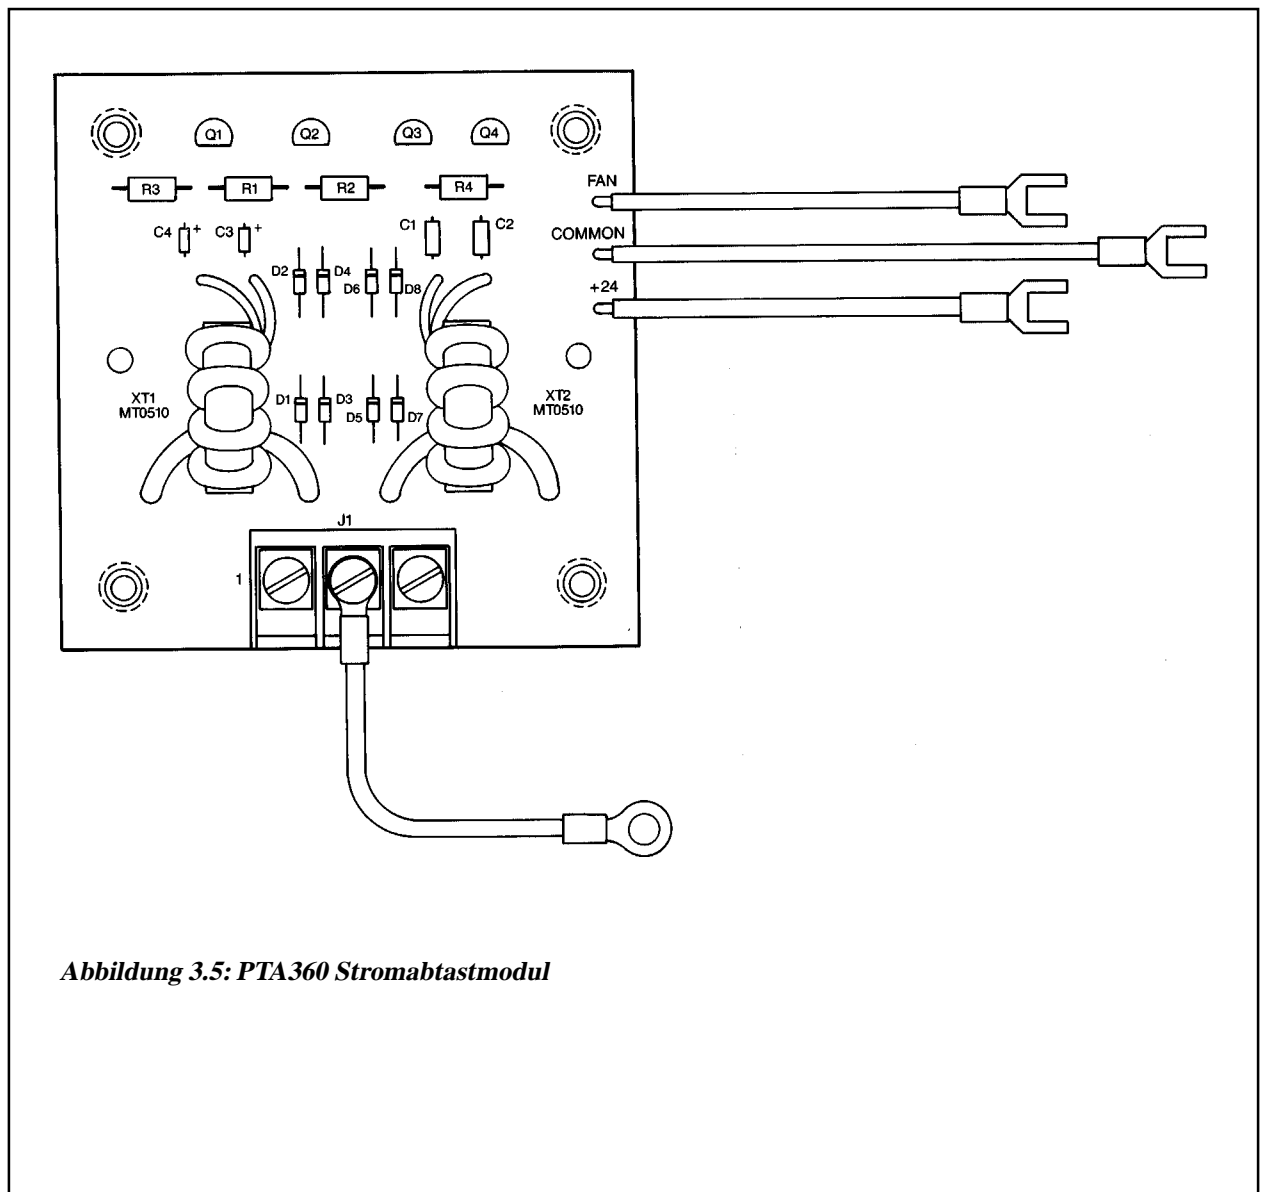 Q1 Q2 Q3 Q4
R3 R1 R2 R4
FAN
C4 + C3 + C1 C2
COMMON
D2 D4 D6 D8
+24
XT1
MT0510
D1 D3 D5 D7
XT2
MT0510
J1
1
Abbildung 3.5: PTA360 Stromabtastmodul